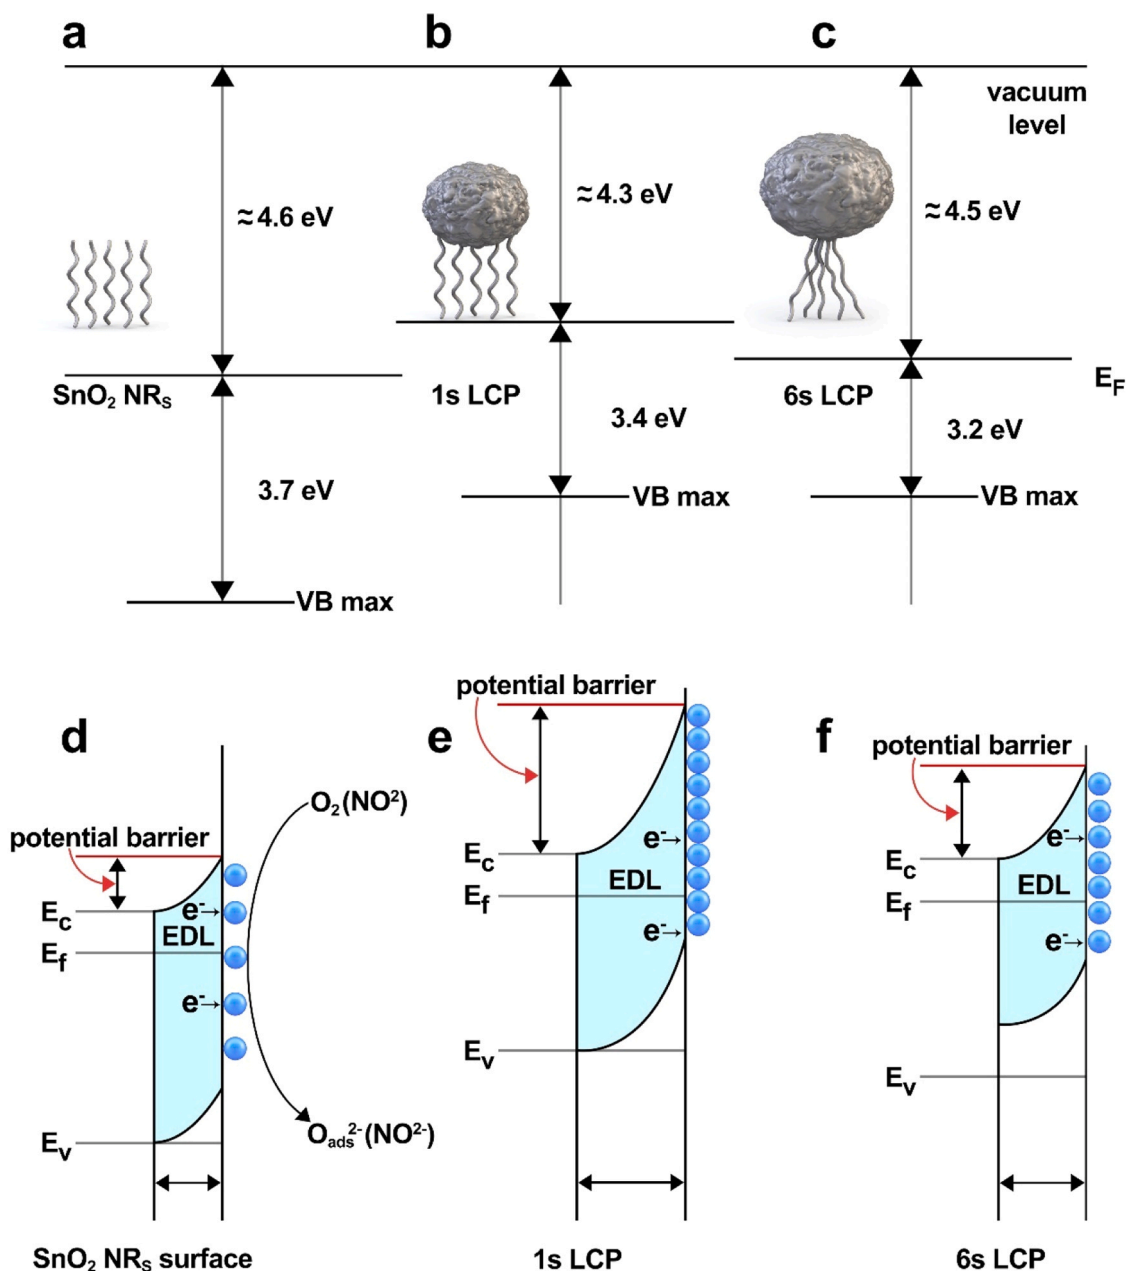 a
b
c
vacuum
level
≈ 4.6 eV
≈ 4.3 eV
≈ 4.5 eV
SnO₂ NRₛ
1s LCP
6s LCP
E_F
3.7 eV
3.4 eV
3.2 eV
VB max
VB max
VB max
d
potential barrier
E_c
E_f
E_v
e⁻→
EDL
e⁻→
O₂(NO²)
O_ads²⁻(NO²⁻)
SnO₂ NRₛ surface
e
potential barrier
E_c
E_f
E_v
e⁻→
EDL
e⁻→
1s LCP
f
potential barrier
E_c
E_f
E_v
e⁻→
EDL
e⁻→
6s LCP